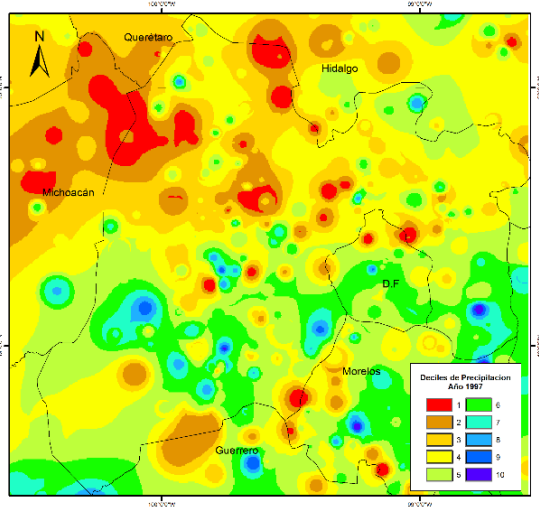 N
Querétaro
Hidalgo
Michoacán
D.F
Morelos
Guerrero
Deciles de Precipitacion
Año 1997
1 6
2 7
3 8
4 9
5 10